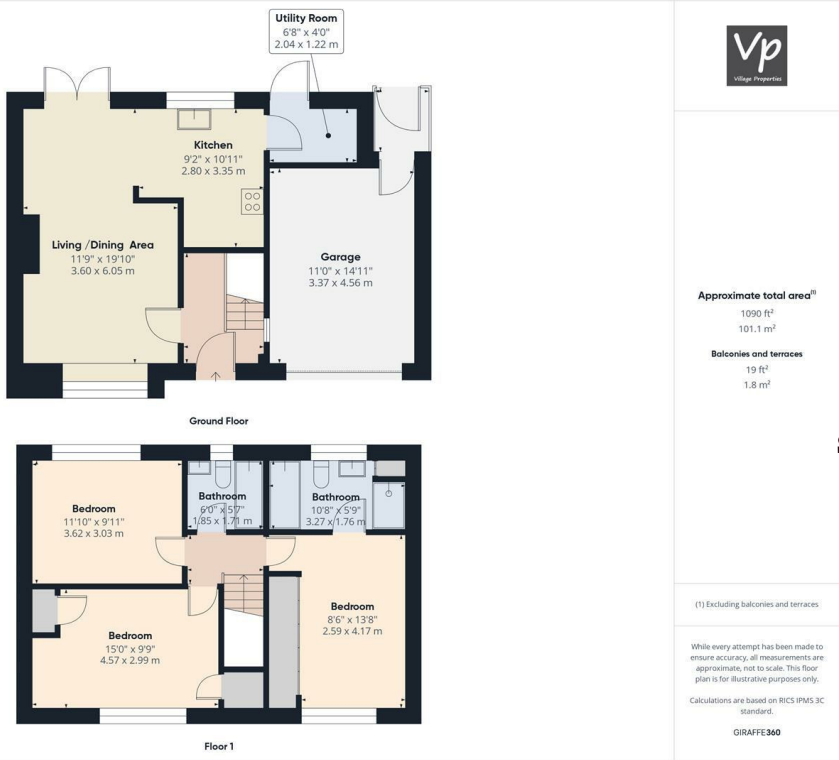 Utility Room
6'8" x 4'0"
2.04 x 1.22 m
Kitchen
9'2" x 10'11"
2.80 x 3.35 m
Living /Dining Area
11'9" x 19'10"
3.60 x 6.05 m
Garage
11'0" x 14'11"
3.37 x 4.56 m
Ground Floor
Bedroom
11'10" x 9'11"
3.62 x 3.03 m
Bathroom
6'0" x 5'7"
1.85 x 1.71 m
Bathroom
10'8" x 5'9"
3.27 x 1.76 m
Bedroom
15'0" x 9'9"
4.57 x 2.99 m
Bedroom
8'6" x 13'8"
2.59 x 4.17 m
Floor 1
Vp
Village Properties
Approximate total area(1)
1090 ft²
101.1 m²
Balconies and terraces
19 ft²
1.8 m²
(1) Excluding balconies and terraces
While every attempt has been made to
ensure accuracy, all measurements are
approximate, not to scale. This floor
plan is for illustrative purposes only.
Calculations are based on RICS IPMS 3C
standard.
GIRAFFE360